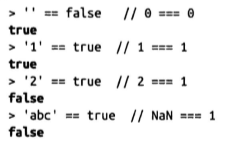 > '' == false   // 0 === 0
true
> '1' == true  // 1 === 1
true
> '2' == true  // 2 === 1
false
> 'abc' == true  // NaN === 1
false